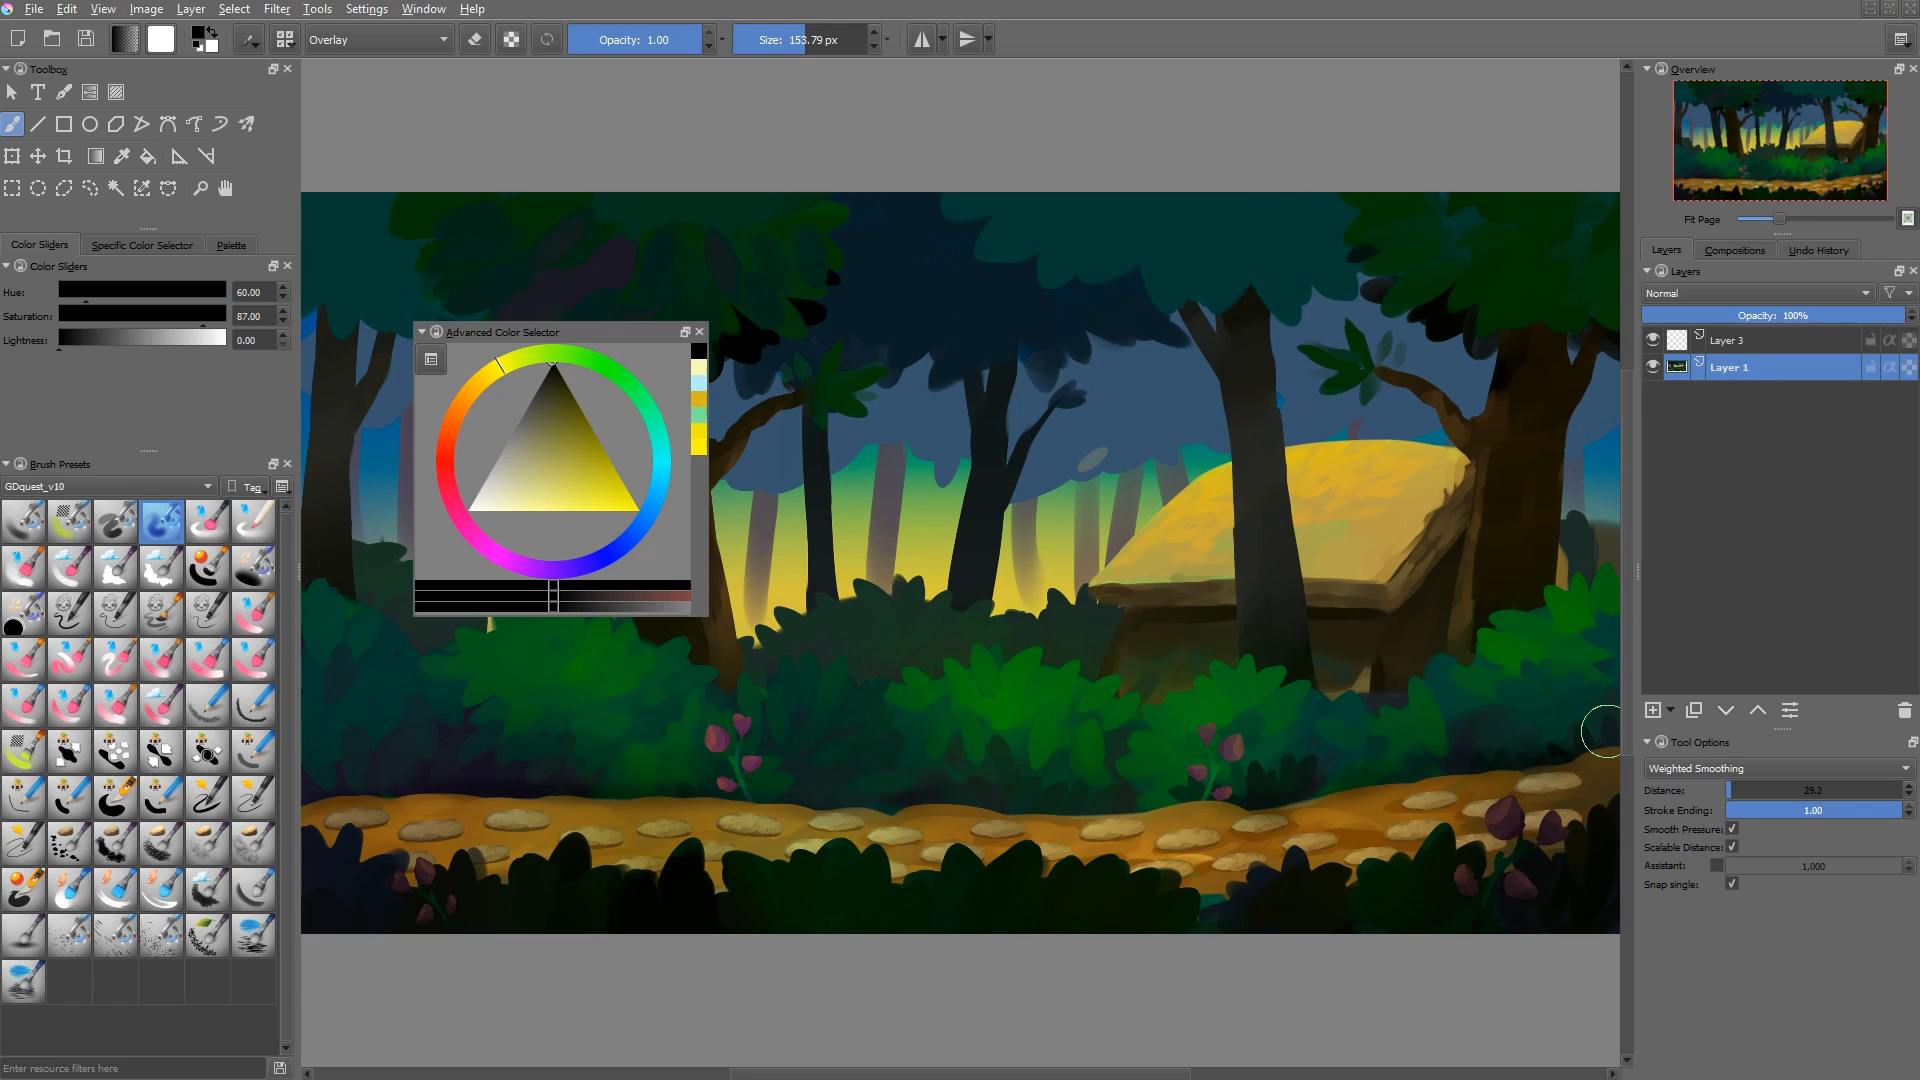 File Edit View Image Layer Select Filter Tools Settings Window Help
Overlay Opacity: 1.00 Size: 153.79 px
Toolbox
Color Sliders Specific Color Selector Palette
Color Sliders
Hue: 60.00
Saturation: 87.00
Lightness: 0.00
Brush Presets
GDquest_v10 Tag
Enter resource filters here
Advanced Color Selector
Overview
Fit Page
Layers Compositions Undo History
Layers
Normal
Opacity: 100%
Layer 3
Layer 1
Tool Options
Weighted Smoothing
Distance: 29.2
Stroke Ending: 1.00
Smooth Pressure:
Scalable Distance:
Assistant: 1,000
Snap single: